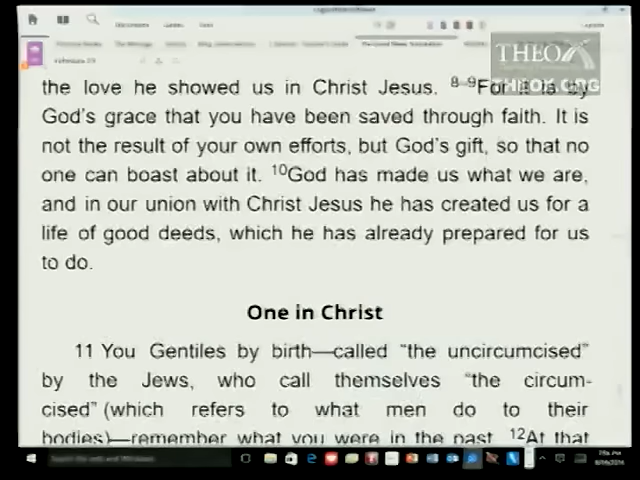 THEOX
THEOX.ORG
the love he showed us in Christ Jesus. 8–9For it is by
God's grace that you have been saved through faith. It is
not the result of your own efforts, but God's gift, so that no
one can boast about it. 10God has made us what we are,
and in our union with Christ Jesus he has created us for a
life of good deeds, which he has already prepared for us
to do.
One in Christ
11 You Gentiles by birth—called “the uncircumcised”
by the Jews, who call themselves “the circum-
cised” (which refers to what men do to their
bodies)—remember what you were in the past. 12At that